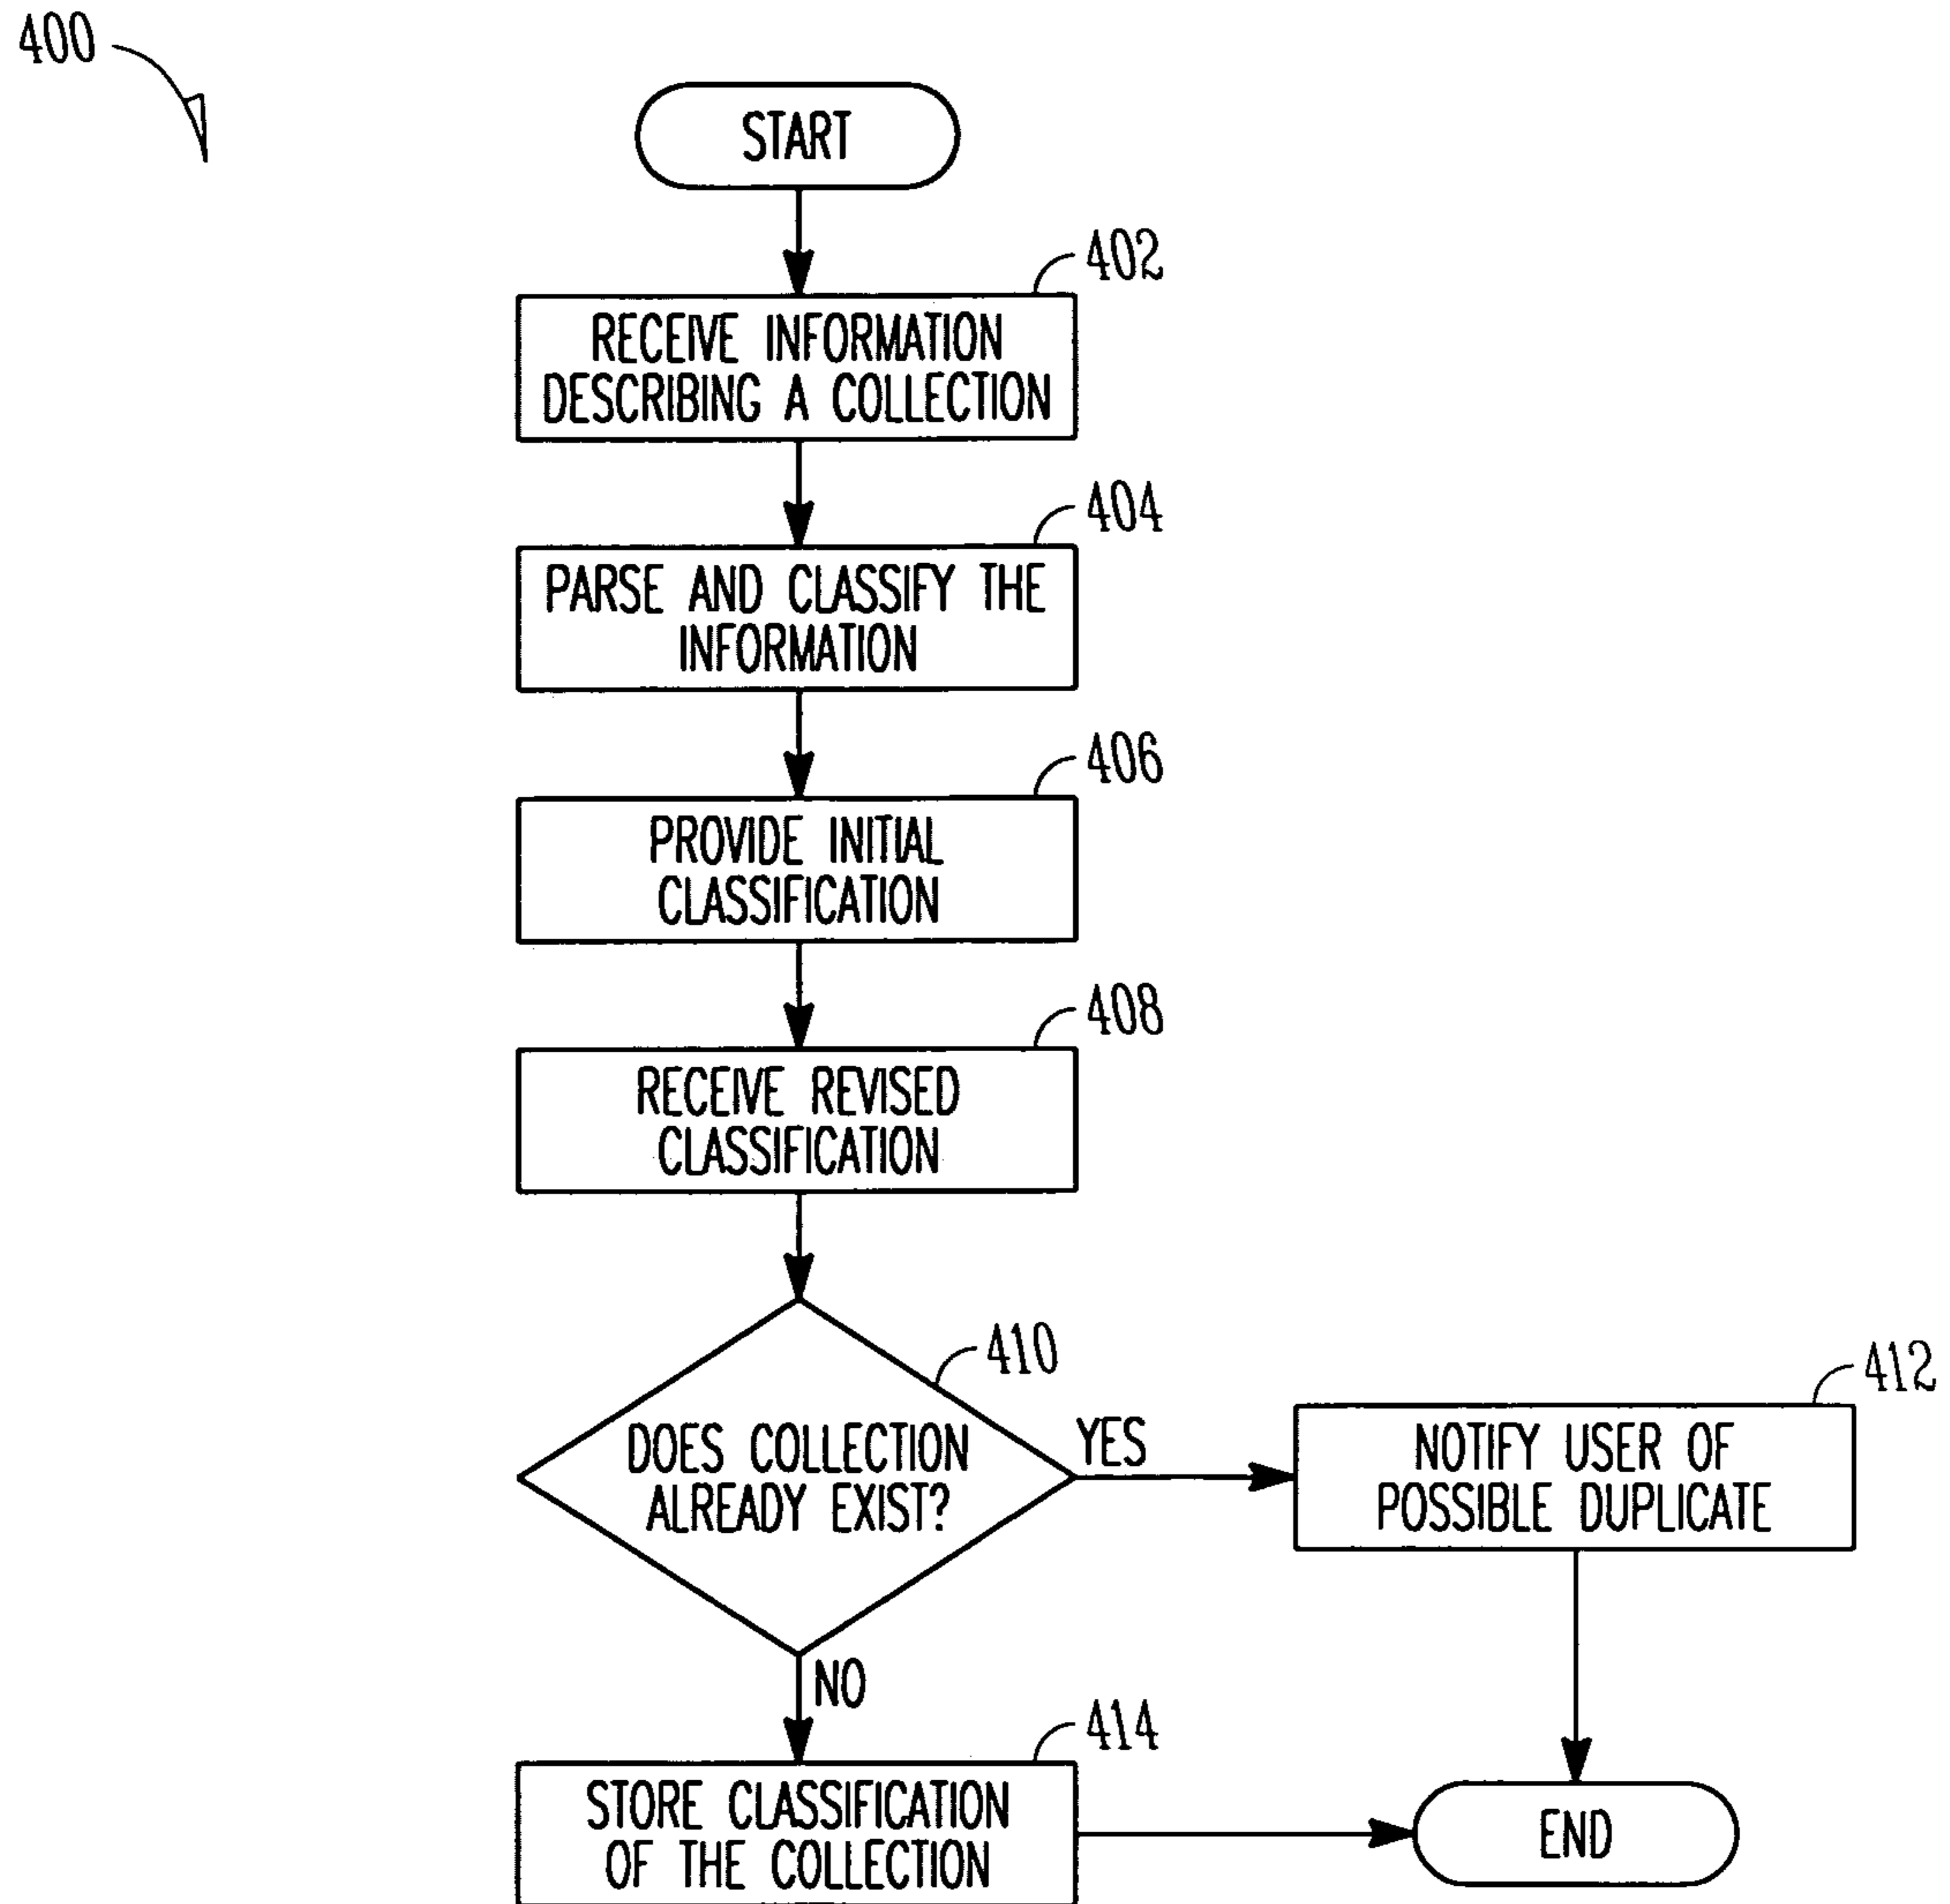 400
START
402
RECEIVE INFORMATION
DESCRIBING A COLLECTION
404
PARSE AND CLASSIFY THE
INFORMATION
406
PROVIDE INITIAL
CLASSIFICATION
408
RECEIVE REVISED
CLASSIFICATION
410
DOES COLLECTION
ALREADY EXIST?
YES
412
NOTIFY USER OF
POSSIBLE DUPLICATE
NO
414
STORE CLASSIFICATION
OF THE COLLECTION
END